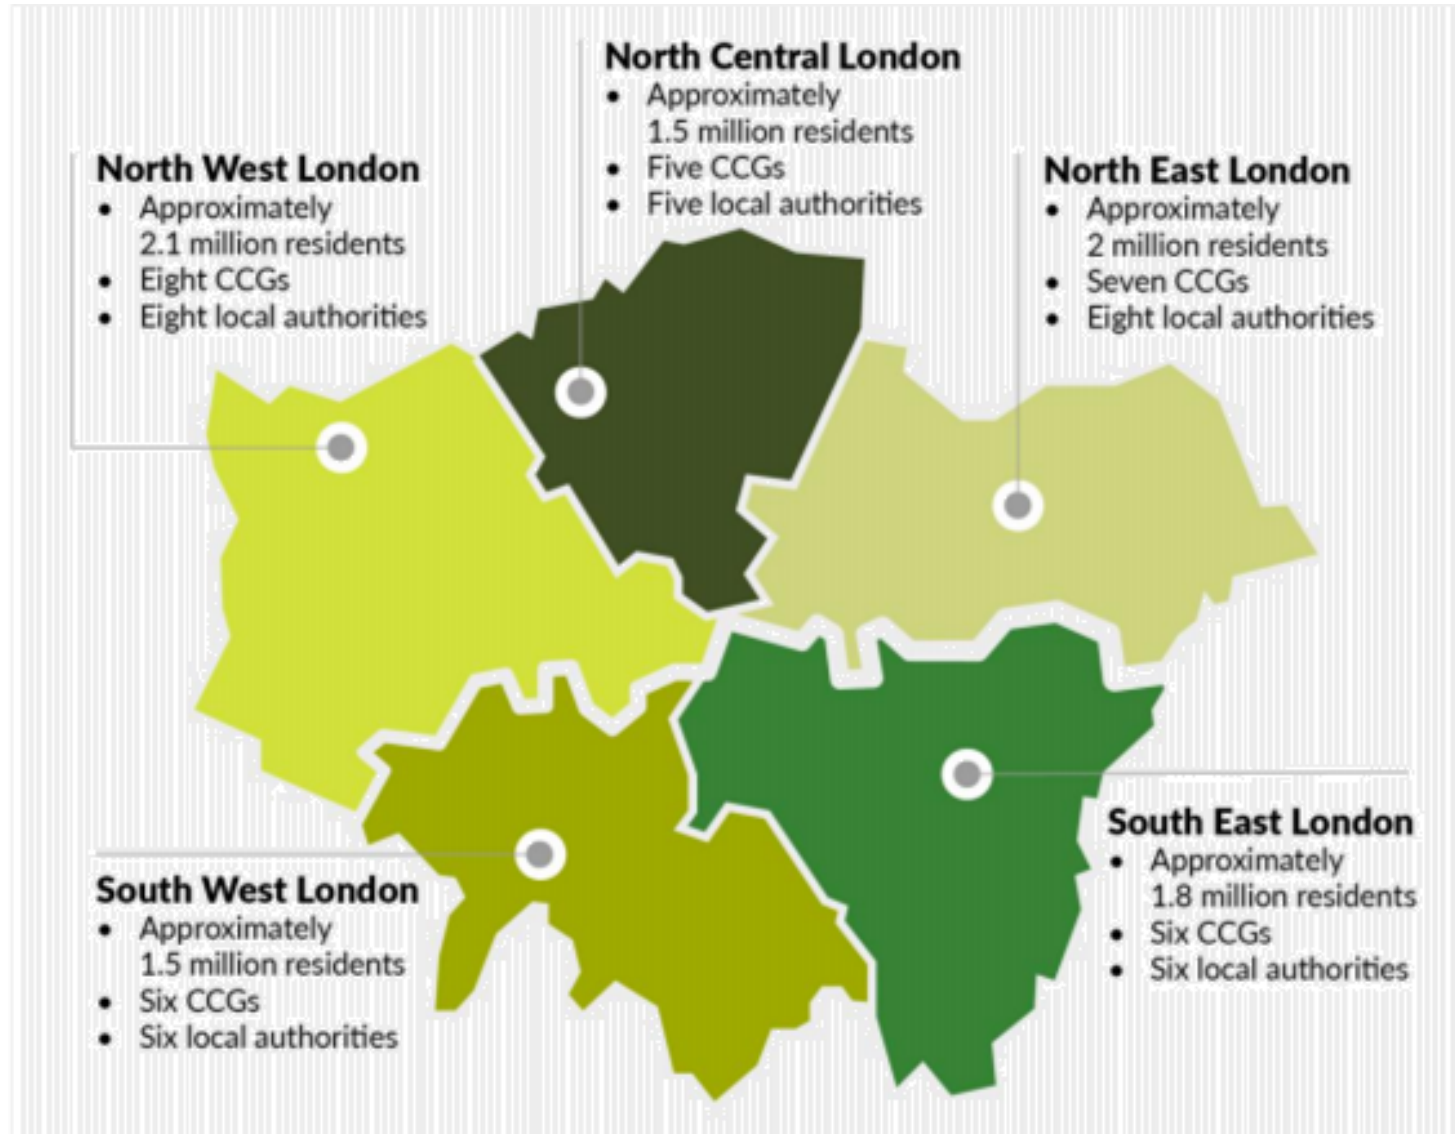 North Central London
• Approximately
1.5 million residents
• Five CCGs
• Five local authorities
North West London
• Approximately
2.1 million residents
• Eight CCGs
• Eight local authorities
North East London
• Approximately
2 million residents
• Seven CCGs
• Eight local authorities
South West London
• Approximately
1.5 million residents
• Six CCGs
• Six local authorities
South East London
• Approximately
1.8 million residents
• Six CCGs
• Six local authorities